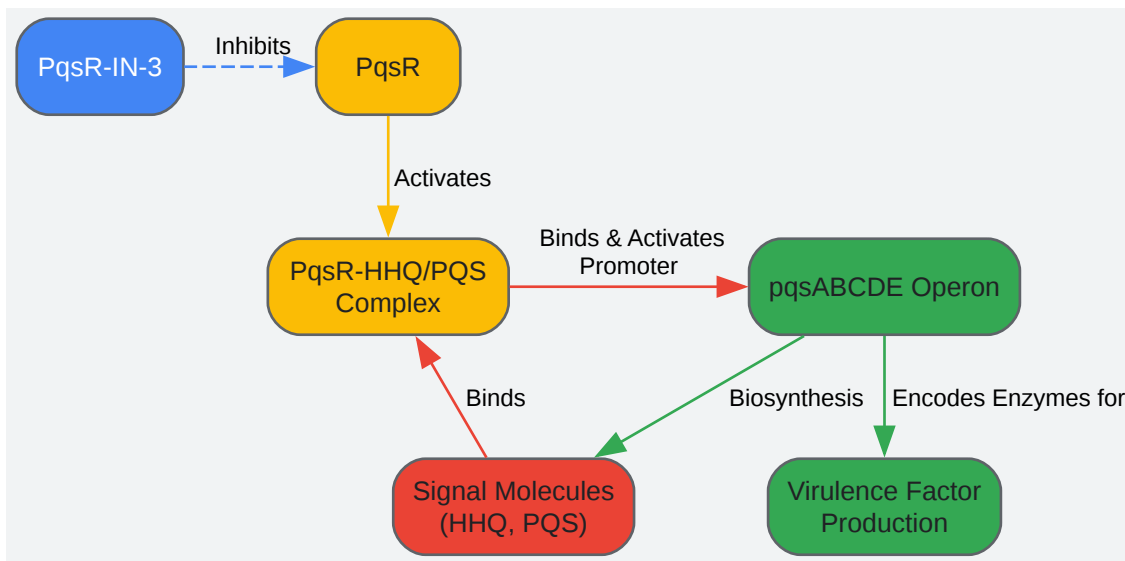 PqsR-IN-3
Inhibits
PqsR
Activates
PqsR-HHQ/PQS
Complex
Binds & Activates
Promoter
pqsABCDE Operon
Binds
Biosynthesis
Encodes Enzymes for
Signal Molecules
(HHQ, PQS)
Virulence Factor
Production